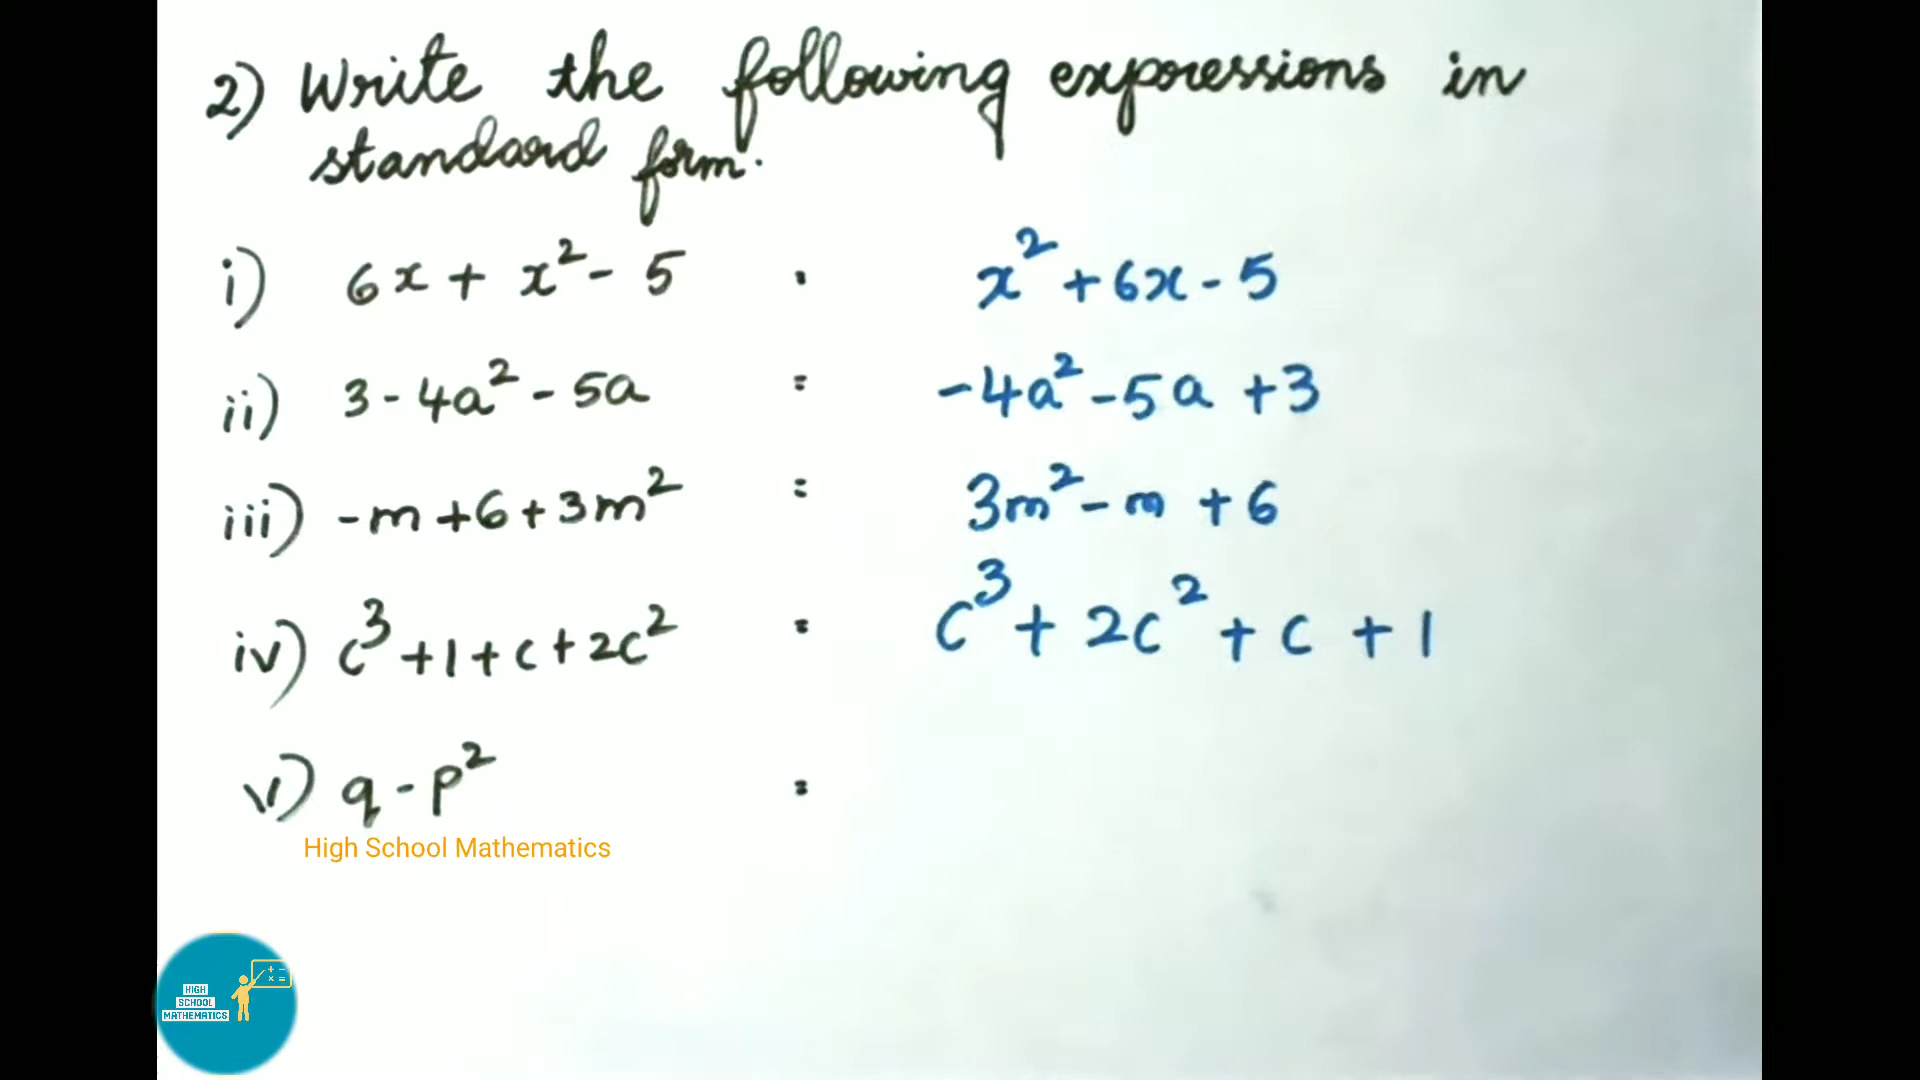 2) Write the following expressions in
standard form.
i) 6x + x² - 5 = x² + 6x - 5
ii) 3 - 4a² - 5a = -4a² - 5a + 3
iii) -m + 6 + 3m² = 3m² - m + 6
iv) c³ + 1 + c + 2c² = c³ + 2c² + c + 1
v) q - p² =
High School Mathematics
HIGH
SCHOOL
MATHEMATICS